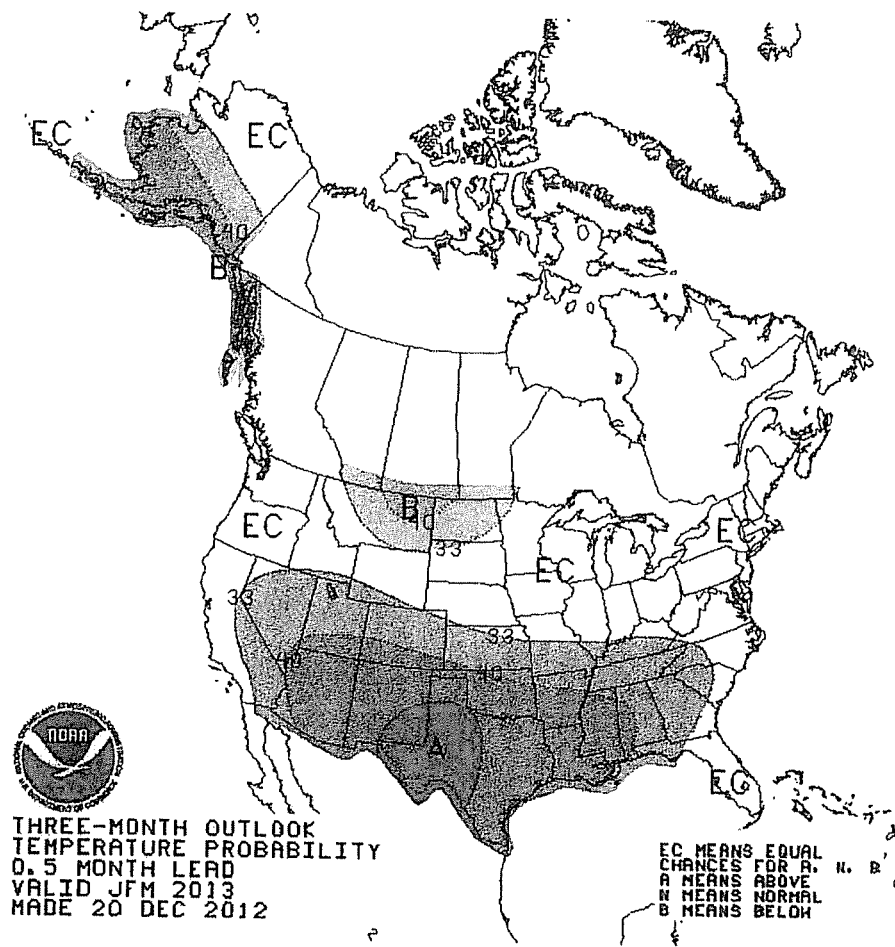 EC
EC
40
B
B
40
EC
33
EC
EC
33
33
40
40
A
NOAA
EC
THREE-MONTH OUTLOOK
TEMPERATURE PROBABILITY
0.5 MONTH LEAD
VALID JFM 2013
MADE 20 DEC 2012
EC MEANS EQUAL
CHANCES FOR A, N, B
A MEANS ABOVE
N MEANS NORMAL
B MEANS BELOW